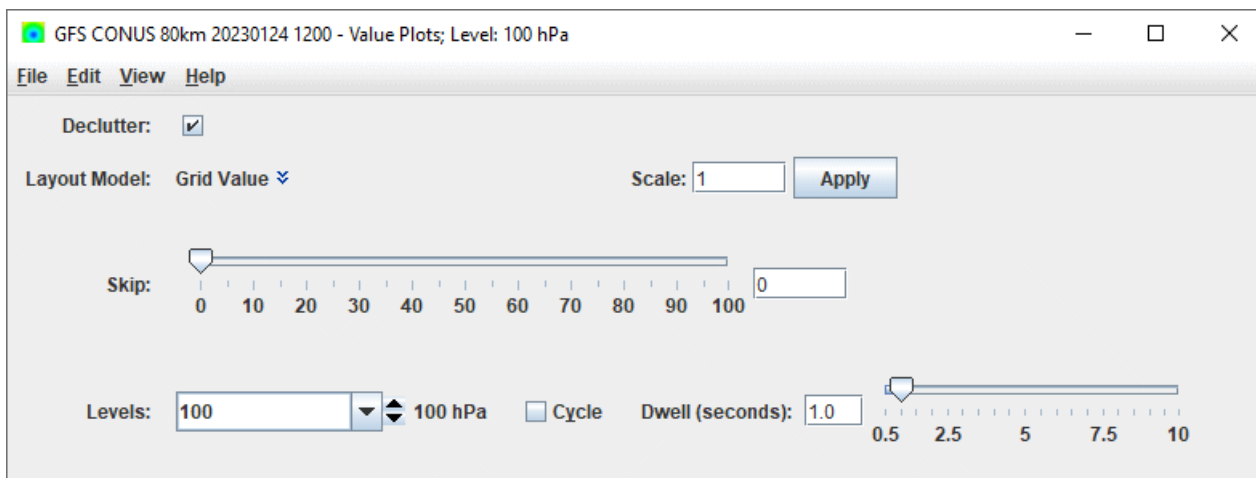 GFS CONUS 80km 20230124 1200 - Value Plots; Level: 100 hPa
File Edit View Help
Declutter:
Layout Model: Grid Value Scale: 1 Apply
Skip: 0
0 10 20 30 40 50 60 70 80 90 100
Levels: 100 100 hPa Cycle Dwell (seconds): 1.0
0.5 2.5 5 7.5 10